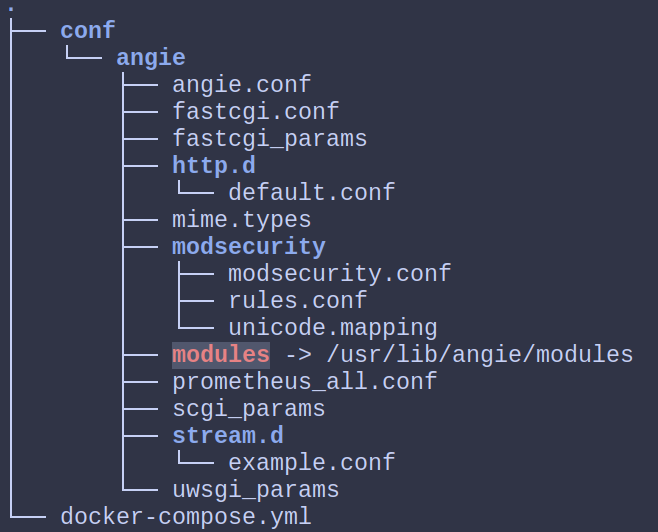 .
├── conf
│   └── angie
│       ├── angie.conf
│       ├── fastcgi.conf
│       ├── fastcgi_params
│       ├── http.d
│       │   └── default.conf
│       ├── mime.types
│       ├── modsecurity
│       │   ├── modsecurity.conf
│       │   ├── rules.conf
│       │   └── unicode.mapping
│       ├── modules -> /usr/lib/angie/modules
│       ├── prometheus_all.conf
│       ├── scgi_params
│       ├── stream.d
│       │   └── example.conf
│       └── uwsgi_params
└── docker-compose.yml